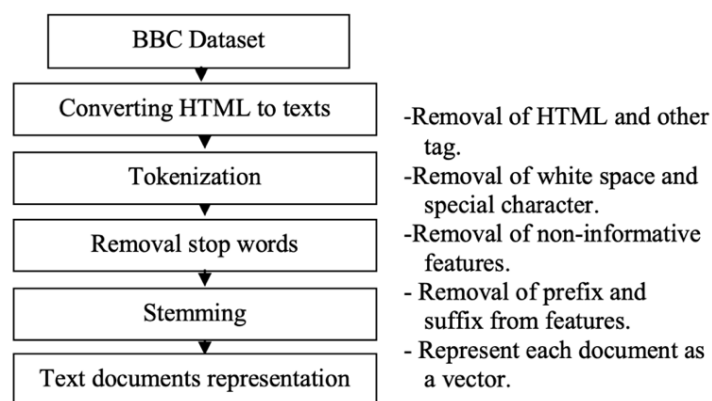 BBC Dataset
Converting HTML to texts
Tokenization
Removal stop words
Stemming
Text documents representation
-Removal of HTML and other
tag.
-Removal of white space and
special character.
-Removal of non-informative
features.
- Removal of prefix and
suffix from features.
- Represent each document as
a vector.